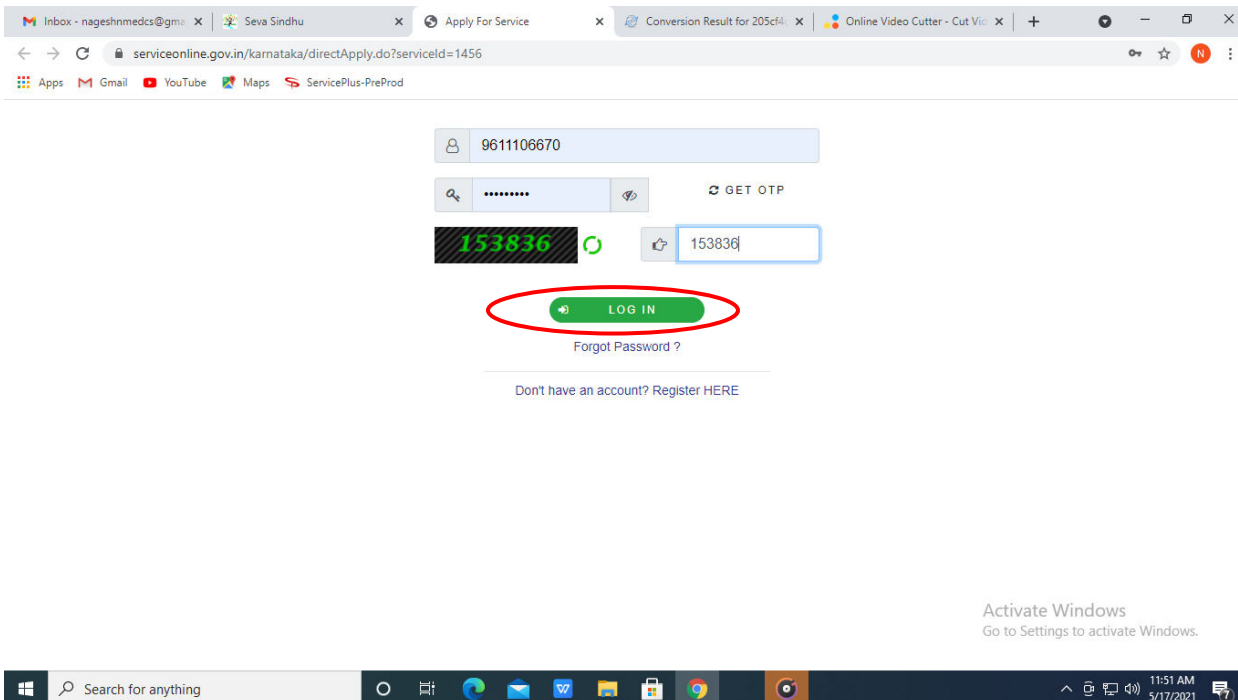 Inbox - nageshnmedcs@gma
Seva Sindhu
Apply For Service
Conversion Result for 205cf4
Online Video Cutter - Cut Vi
serviceonline.gov.in/karnataka/directApply.do?serviceId=1456
N
Apps
Gmail
YouTube
Maps
ServicePlus-PreProd
9611106670
•••••••••
GET OTP
153836
153836
LOG IN
Forgot Password ?
Don't have an account? Register HERE
Activate Windows
Go to Settings to activate Windows.
Search for anything
W
11:51 AM
5/17/2021
7